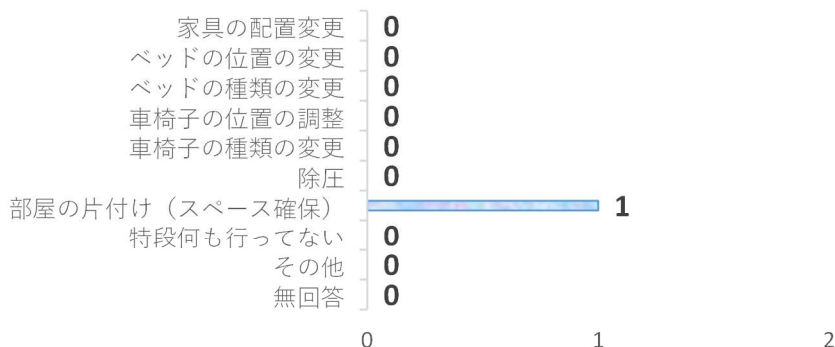 家具の配置変更 0
ベッドの位置の変更 0
ベッドの種類の変更 0
車椅子の位置の調整 0
車椅子の種類の変更 0
除圧 0
部屋の片付け（スペース確保） 1
特段何も行ってない 0
その他 0
無回答 0
0 1 2